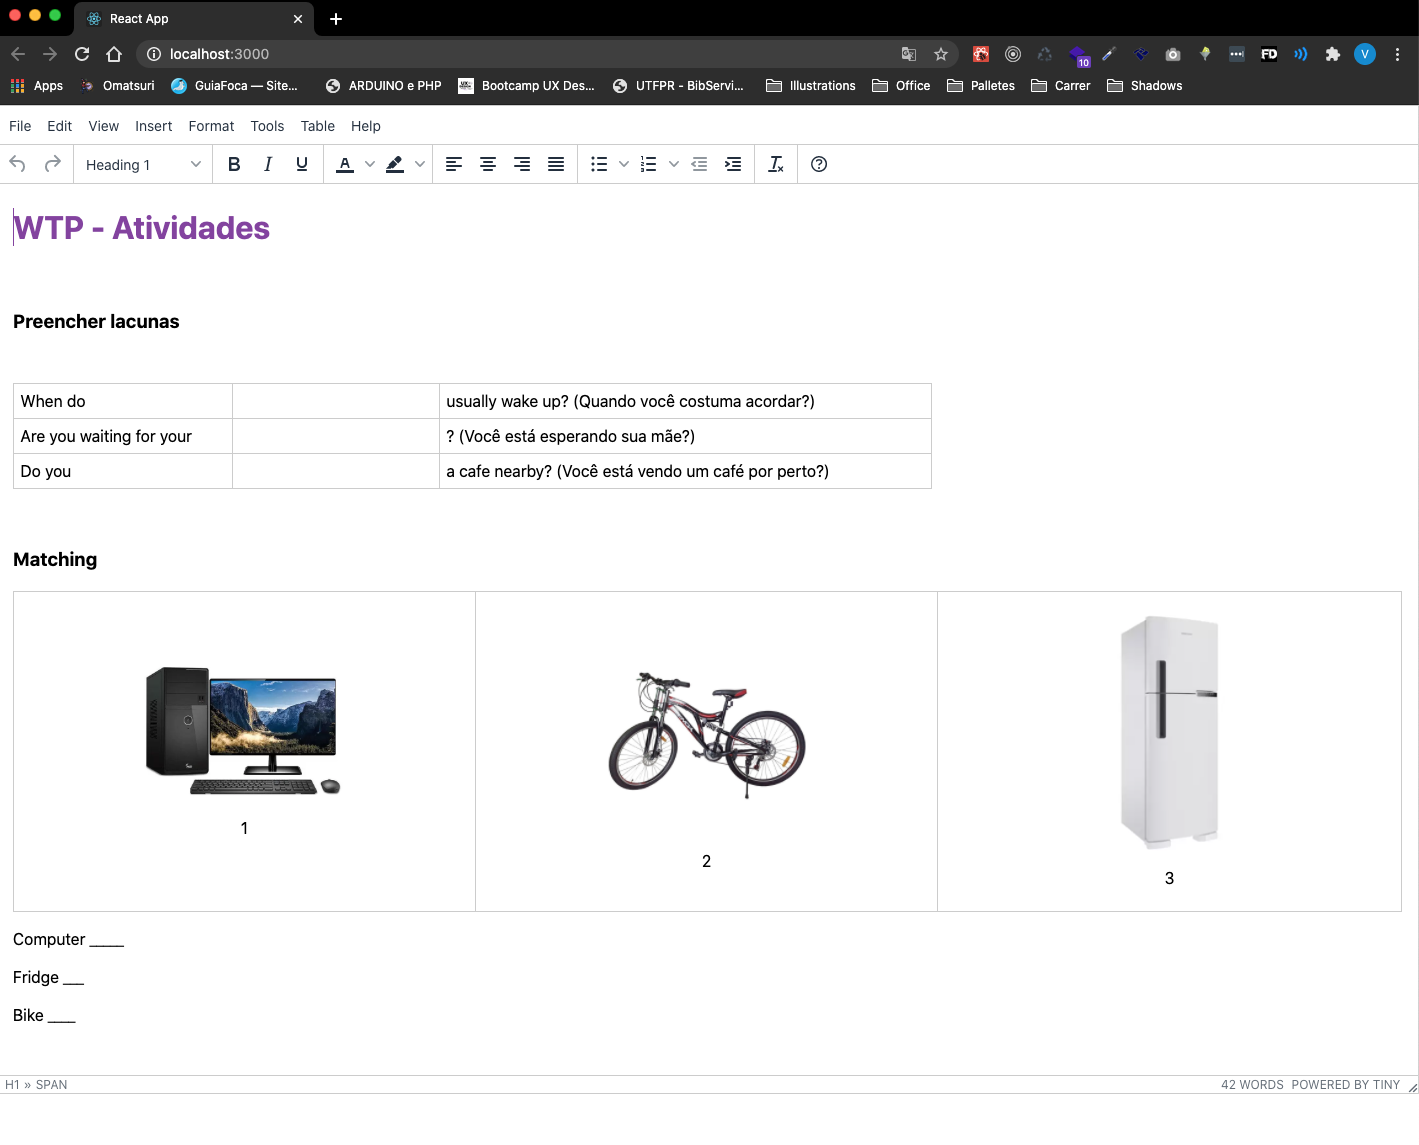 React App
localhost:3000
10
FD
V
Apps
Omatsuri
GuiaFoca — Site...
ARDUINO e PHP
Bootcamp UX Des...
UTFPR - BibServi...
Illustrations
Office
Palletes
Carrer
Shadows
File Edit View Insert Format Tools Table Help
Heading 1
WTP - Atividades
Preencher lacunas
When do usually wake up? (Quando você costuma acordar?)
Are you waiting for your ? (Você está esperando sua mãe?)
Do you a cafe nearby? (Você está vendo um café por perto?)
Matching
1
2
3
Computer _____
Fridge ___
Bike ____
H1 » SPAN
42 WORDS POWERED BY TINY